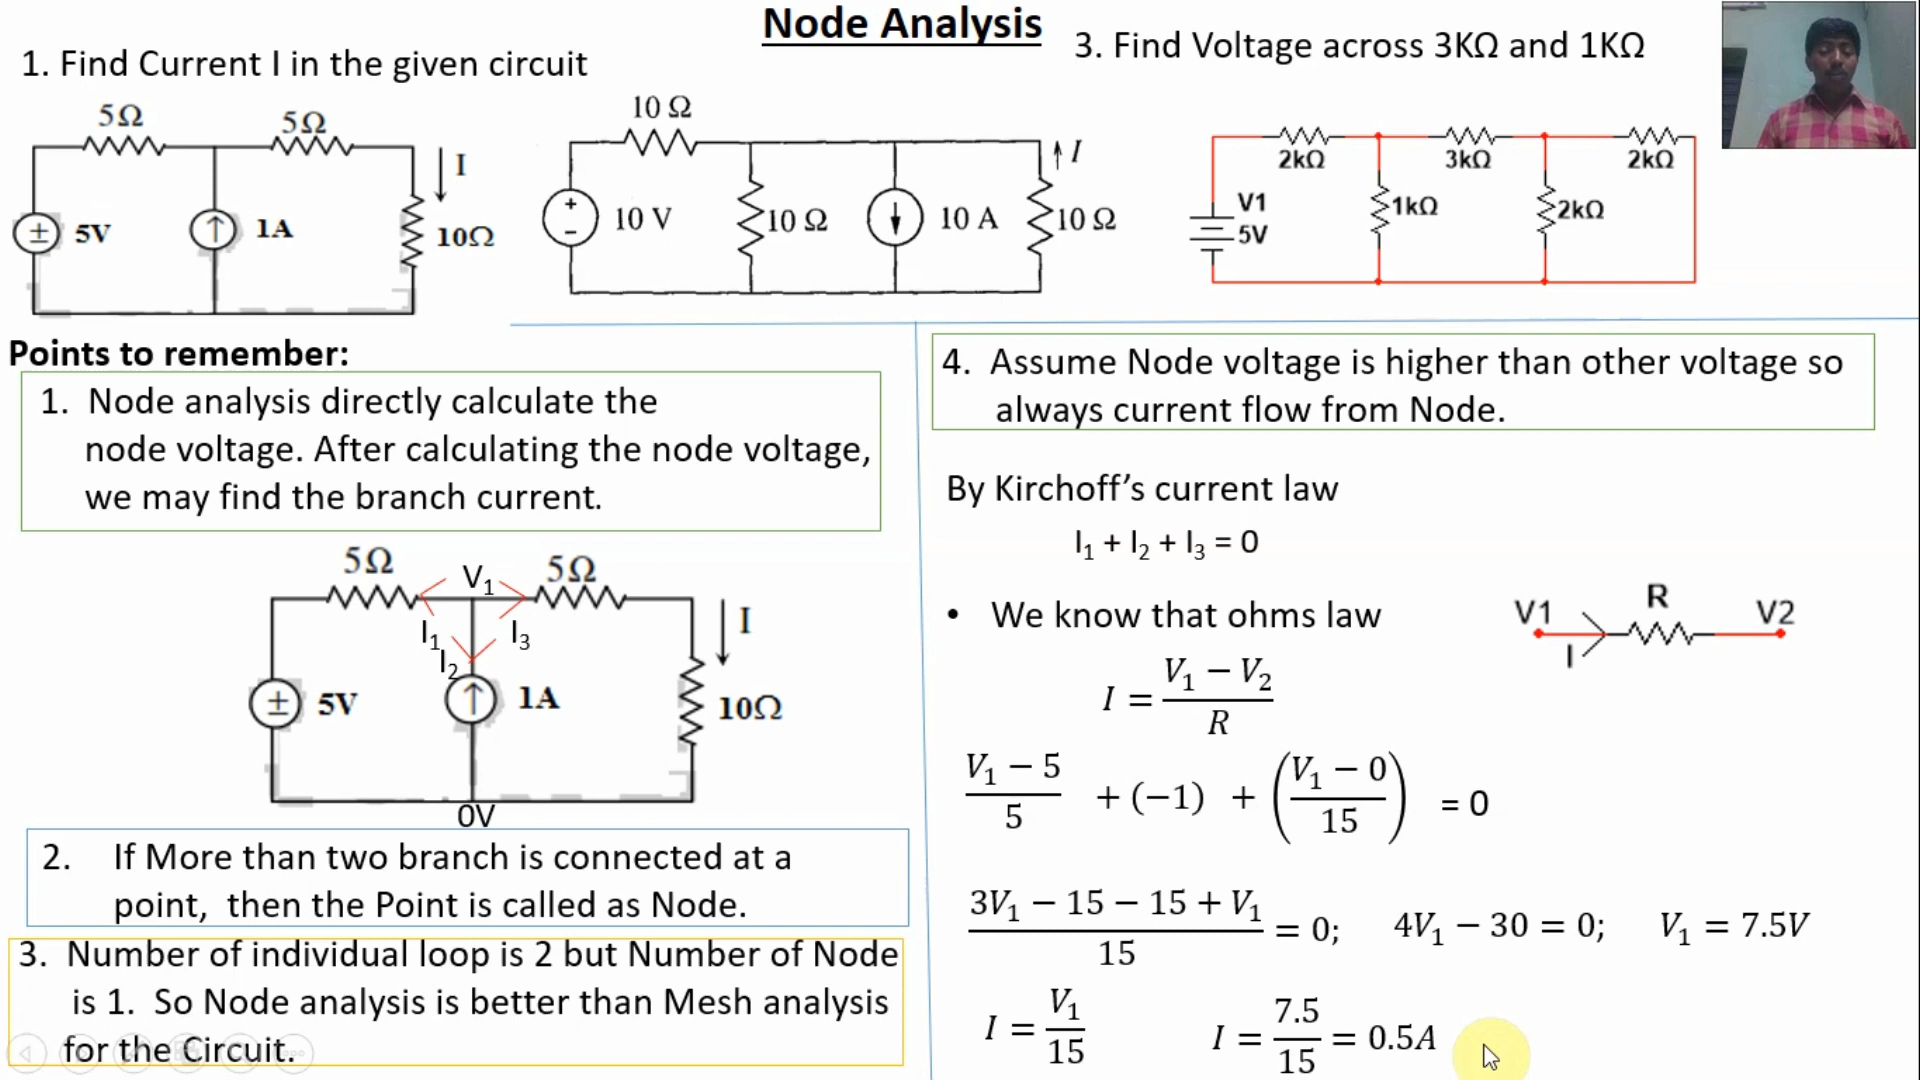 Node Analysis
1. Find Current I in the given circuit
3. Find Voltage across 3KΩ and 1KΩ
5Ω
5Ω
I
5V
1A
10Ω
10 Ω
I
10 V
10 Ω
10 A
10 Ω
2kΩ
3kΩ
2kΩ
V1
5V
1kΩ
2kΩ
Points to remember:
1. Node analysis directly calculate the
node voltage. After calculating the node voltage,
we may find the branch current.
5Ω
V₁
5Ω
I₁
I₂
I₃
I
5V
1A
10Ω
0V
2. If More than two branch is connected at a
point, then the Point is called as Node.
3. Number of individual loop is 2 but Number of Node
is 1. So Node analysis is better than Mesh analysis
for the Circuit.
4. Assume Node voltage is higher than other voltage so
always current flow from Node.
By Kirchoff’s current law
I₁ + I₂ + I₃ = 0
• We know that ohms law
V1
R
V2
I
I = (V₁ − V₂)/R
(V₁ − 5)/5 + (−1) + ((V₁ − 0)/15) = 0
(3V₁ − 15 − 15 + V₁)/15 = 0; 4V₁ − 30 = 0; V₁ = 7.5V
I = V₁/15 I = 7.5/15 = 0.5A